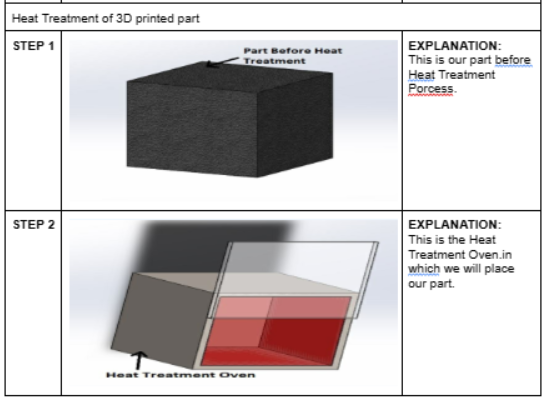 Heat Treatment of 3D printed part
STEP 1
Part Before Heat
Treatment
EXPLANATION:
This is our part before
Heat Treatment
Porcess.
STEP 2
Heat Treatment Oven
EXPLANATION:
This is the Heat
Treatment Oven.in
which we will place
our part.